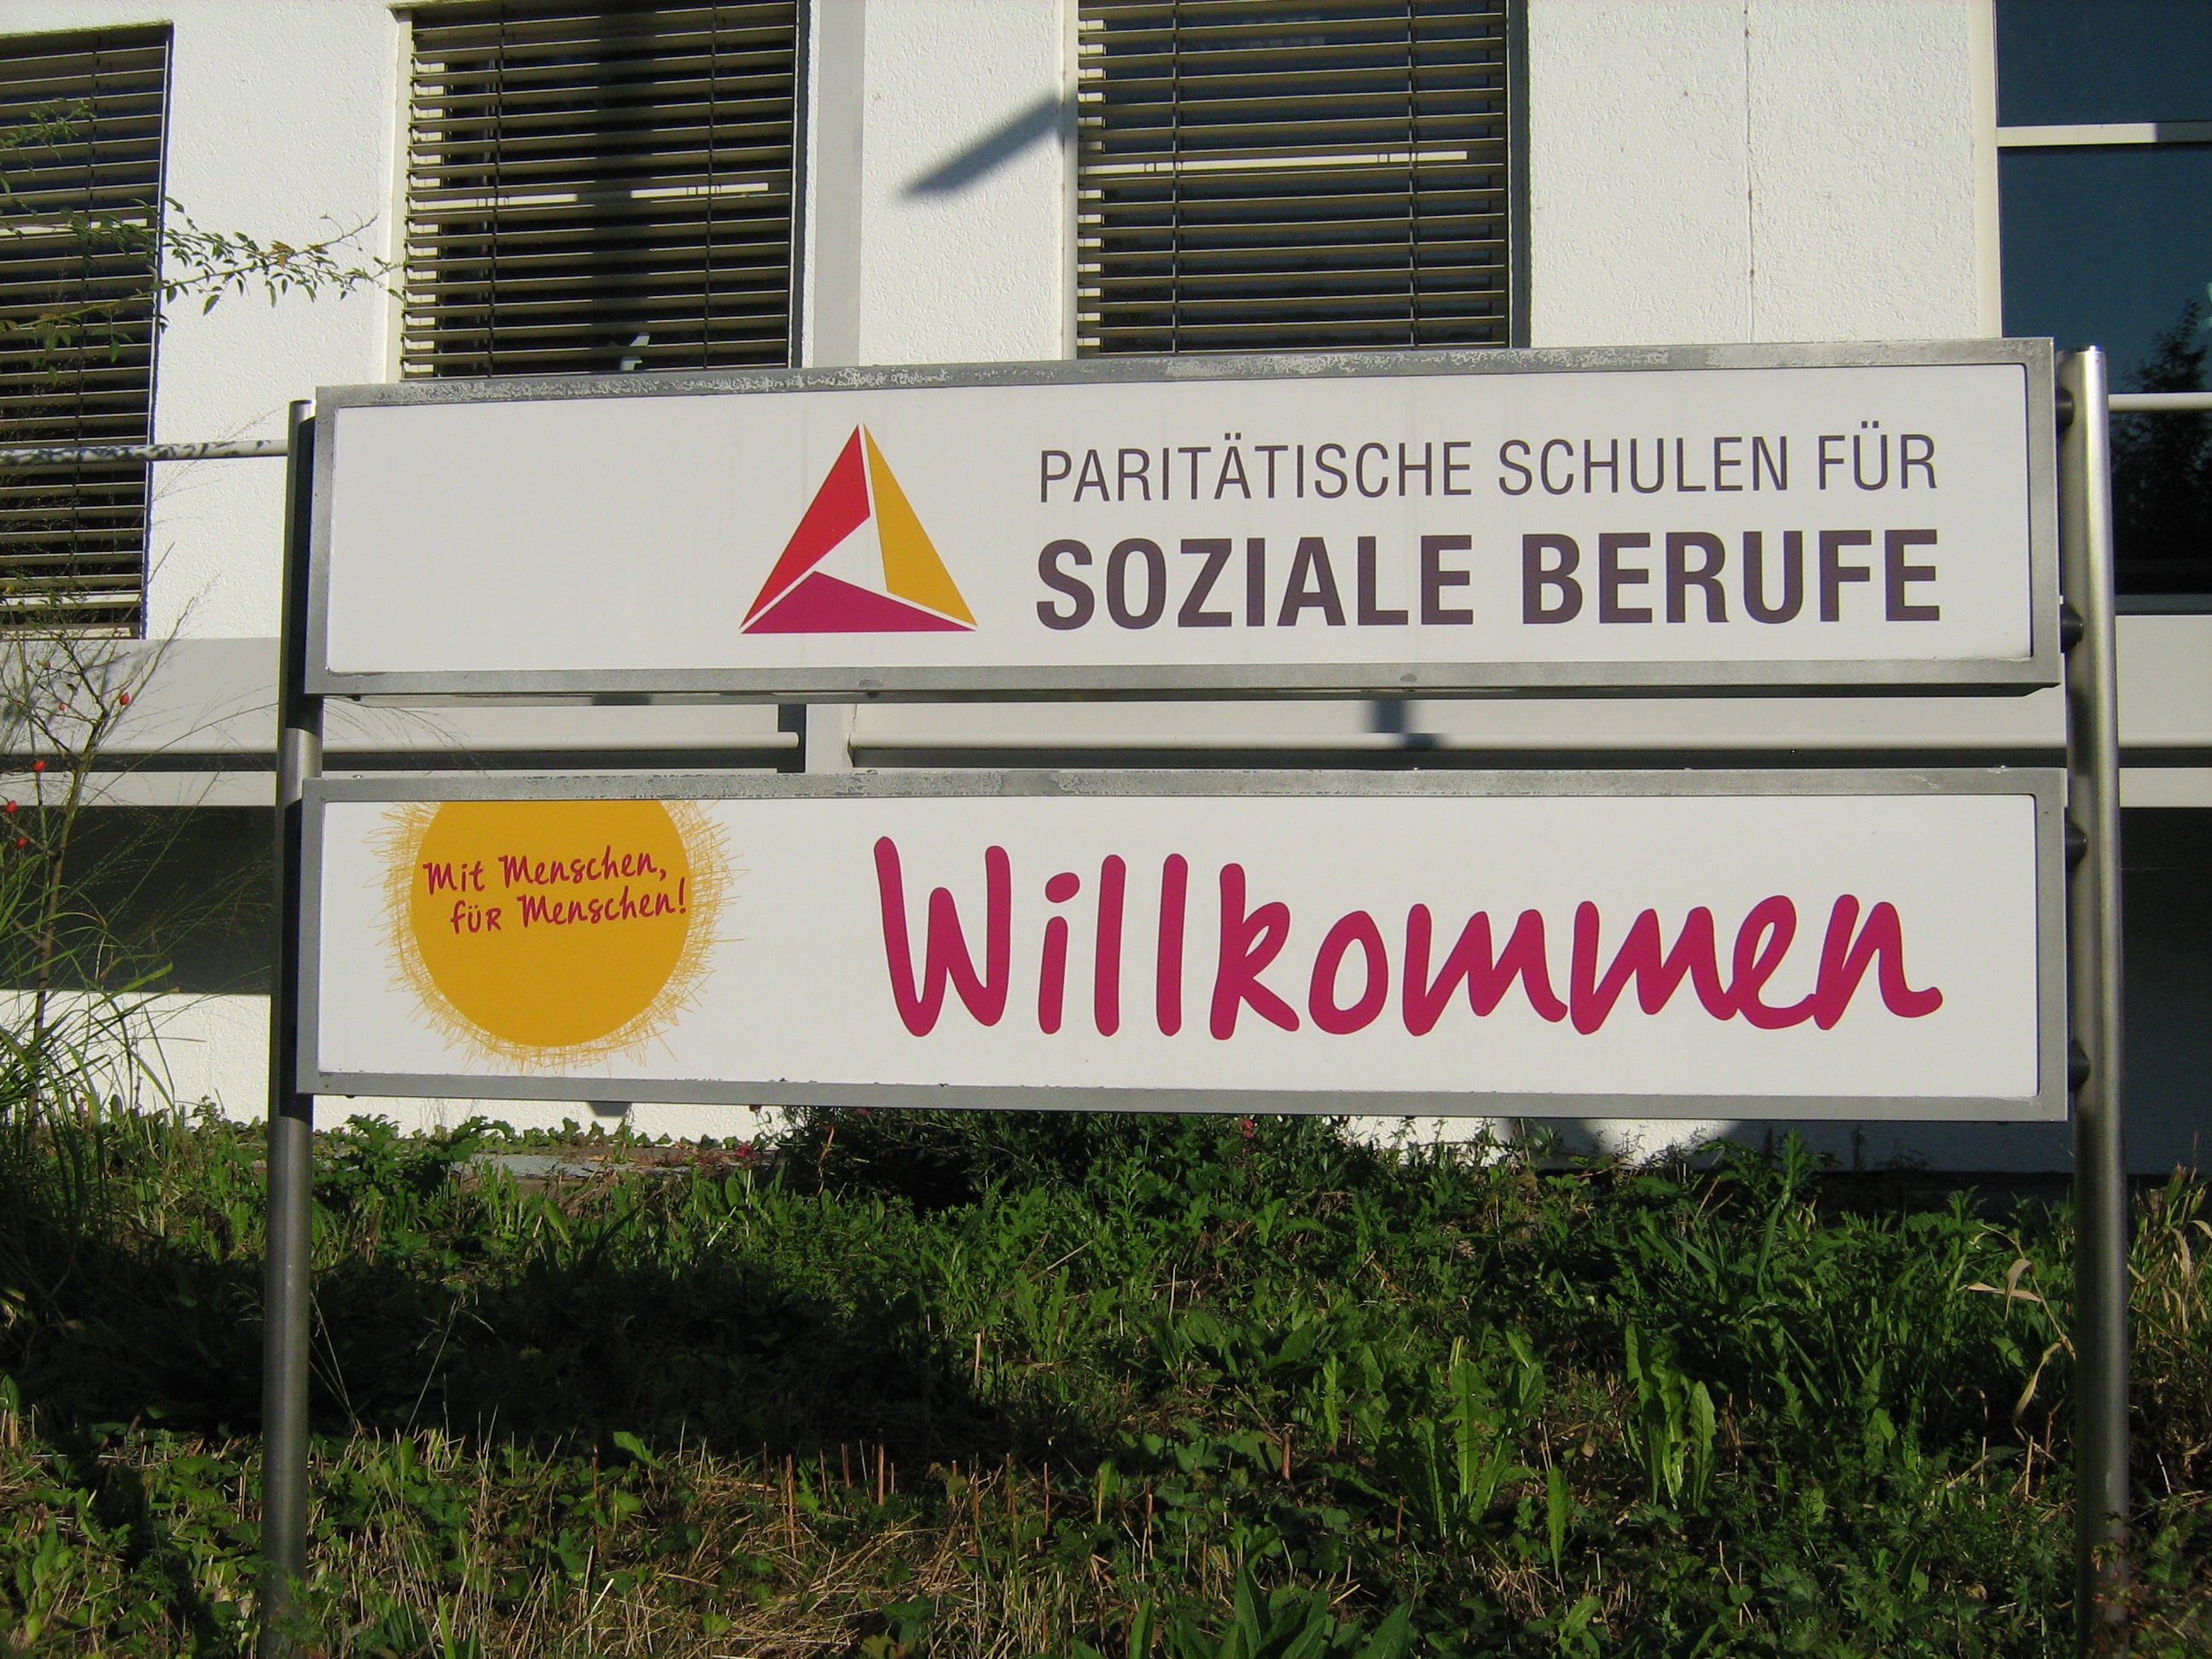 PARITÄTISCHE SCHULEN FÜR
SOZIALE BERUFE
Mit Menschen,
für Menschen!
Willkommen